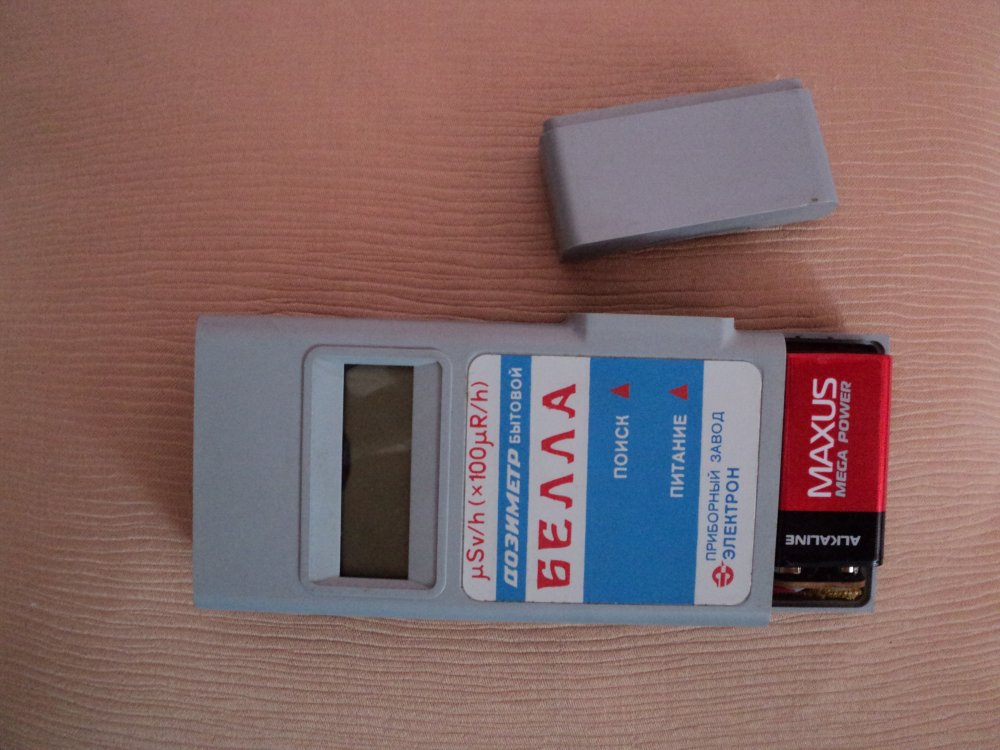 μSv/h (×100μR/h)
ДОЗИМЕТР БЫТОВОЙ
БЕЛЛА
ПОИСК
ПИТАНИЕ
ПРИБОРНЫЙ ЗАВОД
ЭЛЕКТРОН
MAXUS
MEGA POWER
ALKALINE